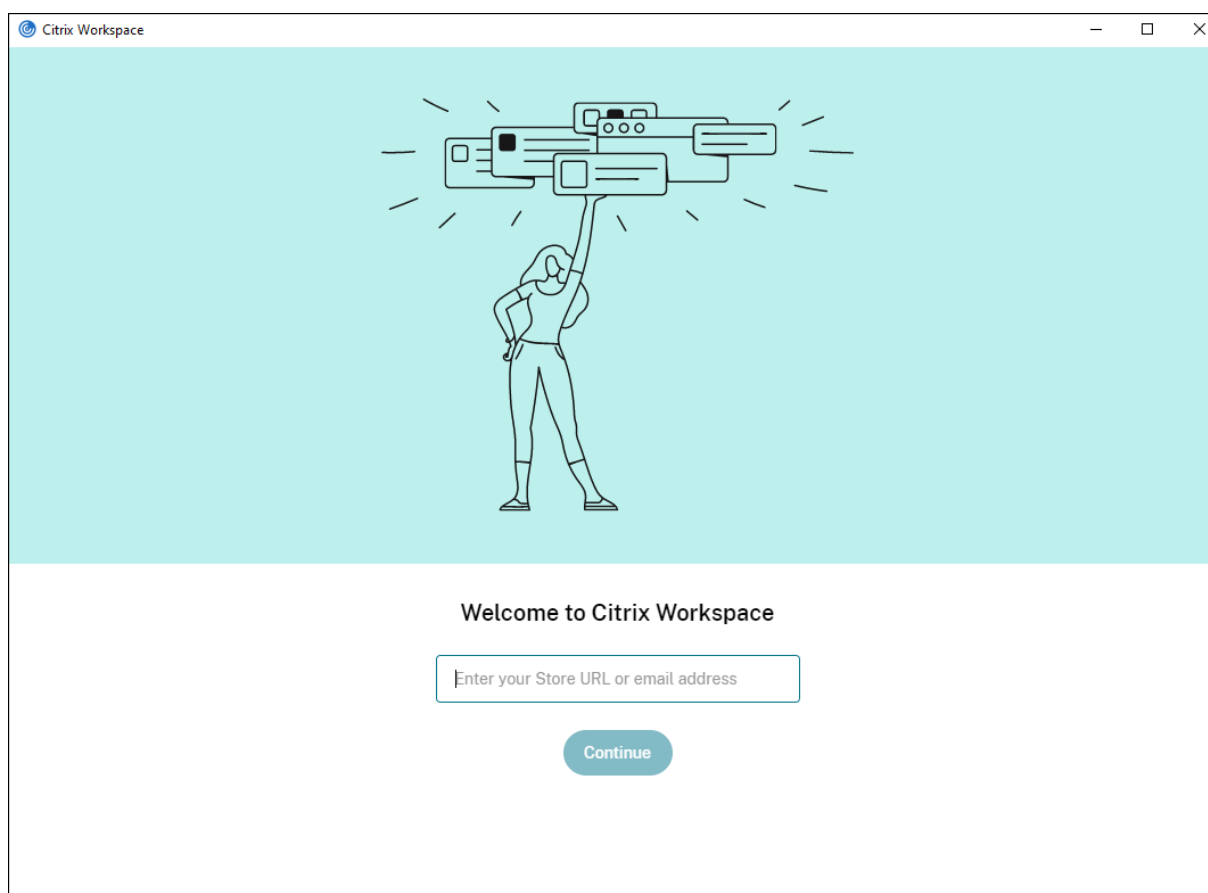 Citrix Workspace
Welcome to Citrix Workspace
Enter your Store URL or email address
Continue